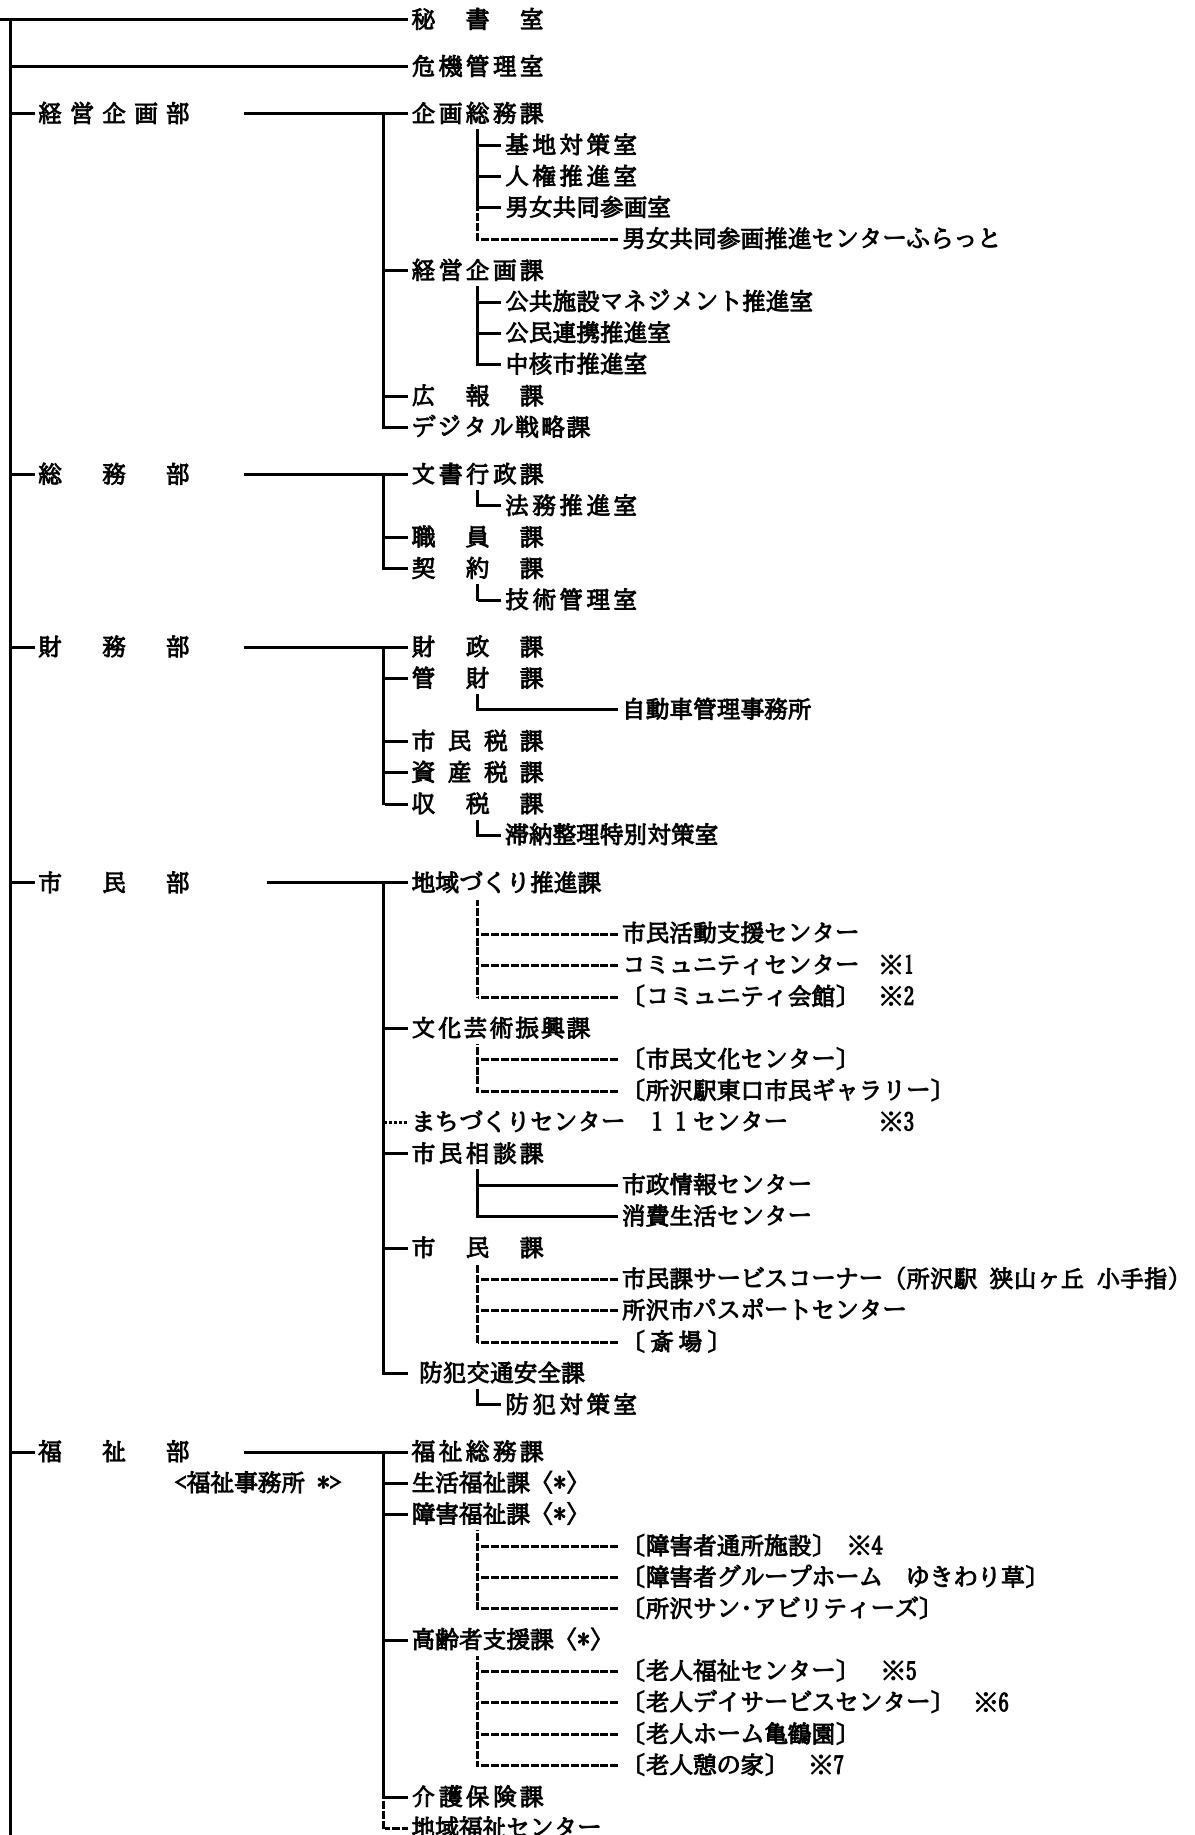 秘書室
危機管理室
経営企画部 企画総務課
基地対策室
人権推進室
男女共同参画室
男女共同参画推進センターふらっと
経営企画課
公共施設マネジメント推進室
公民連携推進室
中核市推進室
広報課
デジタル戦略課
総務部 文書行政課
法務推進室
職員課
契約課
技術管理室
財務部 財政課
管財課
自動車管理事務所
市民税課
資産税課
収税課
滞納整理特別対策室
市民部 地域づくり推進課
市民活動支援センター
コミュニティセンター ※1
〔コミュニティ会館〕 ※2
文化芸術振興課
〔市民文化センター〕
〔所沢駅東口市民ギャラリー〕
まちづくりセンター 11センター ※3
市民相談課
市政情報センター
消費生活センター
市民課
市民課サービスコーナー（所沢駅 狭山ヶ丘 小手指）
所沢市パスポートセンター
〔斎場〕
防犯交通安全課
防犯対策室
福祉部 福祉総務課
<福祉事務所 *> 生活福祉課〈*〉
障害福祉課〈*〉
〔障害者通所施設〕 ※4
〔障害者グループホーム ゆきわり草〕
〔所沢サン・アビリティーズ〕
高齢者支援課〈*〉
〔老人福祉センター〕 ※5
〔老人デイサービスセンター〕 ※6
〔老人ホーム亀鶴園〕
〔老人憩の家〕 ※7
介護保険課
地域福祉センター